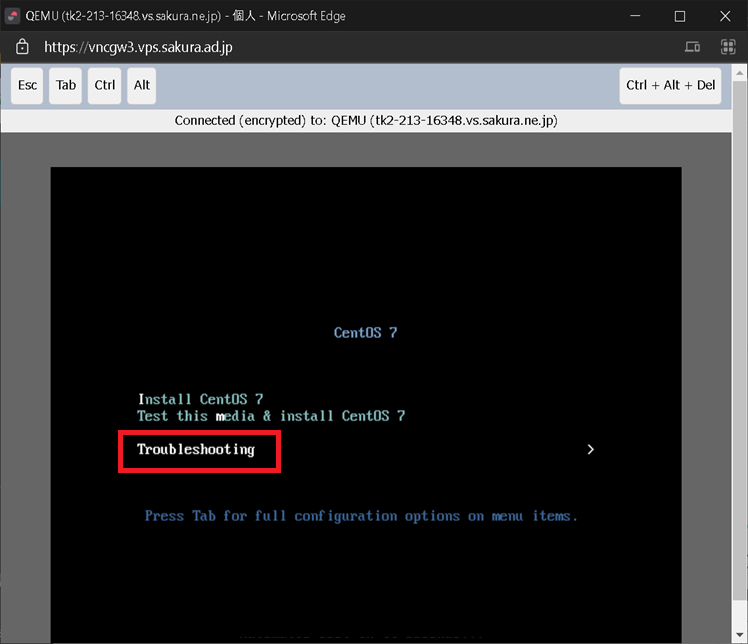 QEMU (tk2-213-16348.vs.sakura.ne.jp) - 個人 - Microsoft Edge
https://vncgw3.vps.sakura.ad.jp
Esc Tab Ctrl Alt Ctrl + Alt + Del
Connected (encrypted) to: QEMU (tk2-213-16348.vs.sakura.ne.jp)
CentOS 7
Install CentOS 7
Test this media & install CentOS 7
Troubleshooting >
Press Tab for full configuration options on menu items.